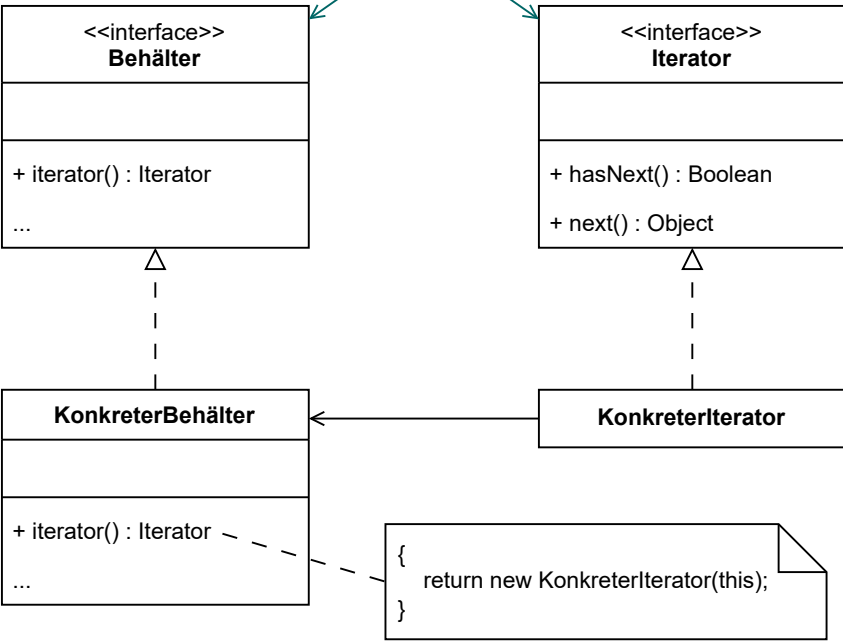 <<interface>>
Behälter
+ iterator() : Iterator
...
<<interface>>
Iterator
+ hasNext() : Boolean
+ next() : Object
KonkreterBehälter
+ iterator() : Iterator
...
KonkreterIterator
{
return new KonkreterIterator(this);
}